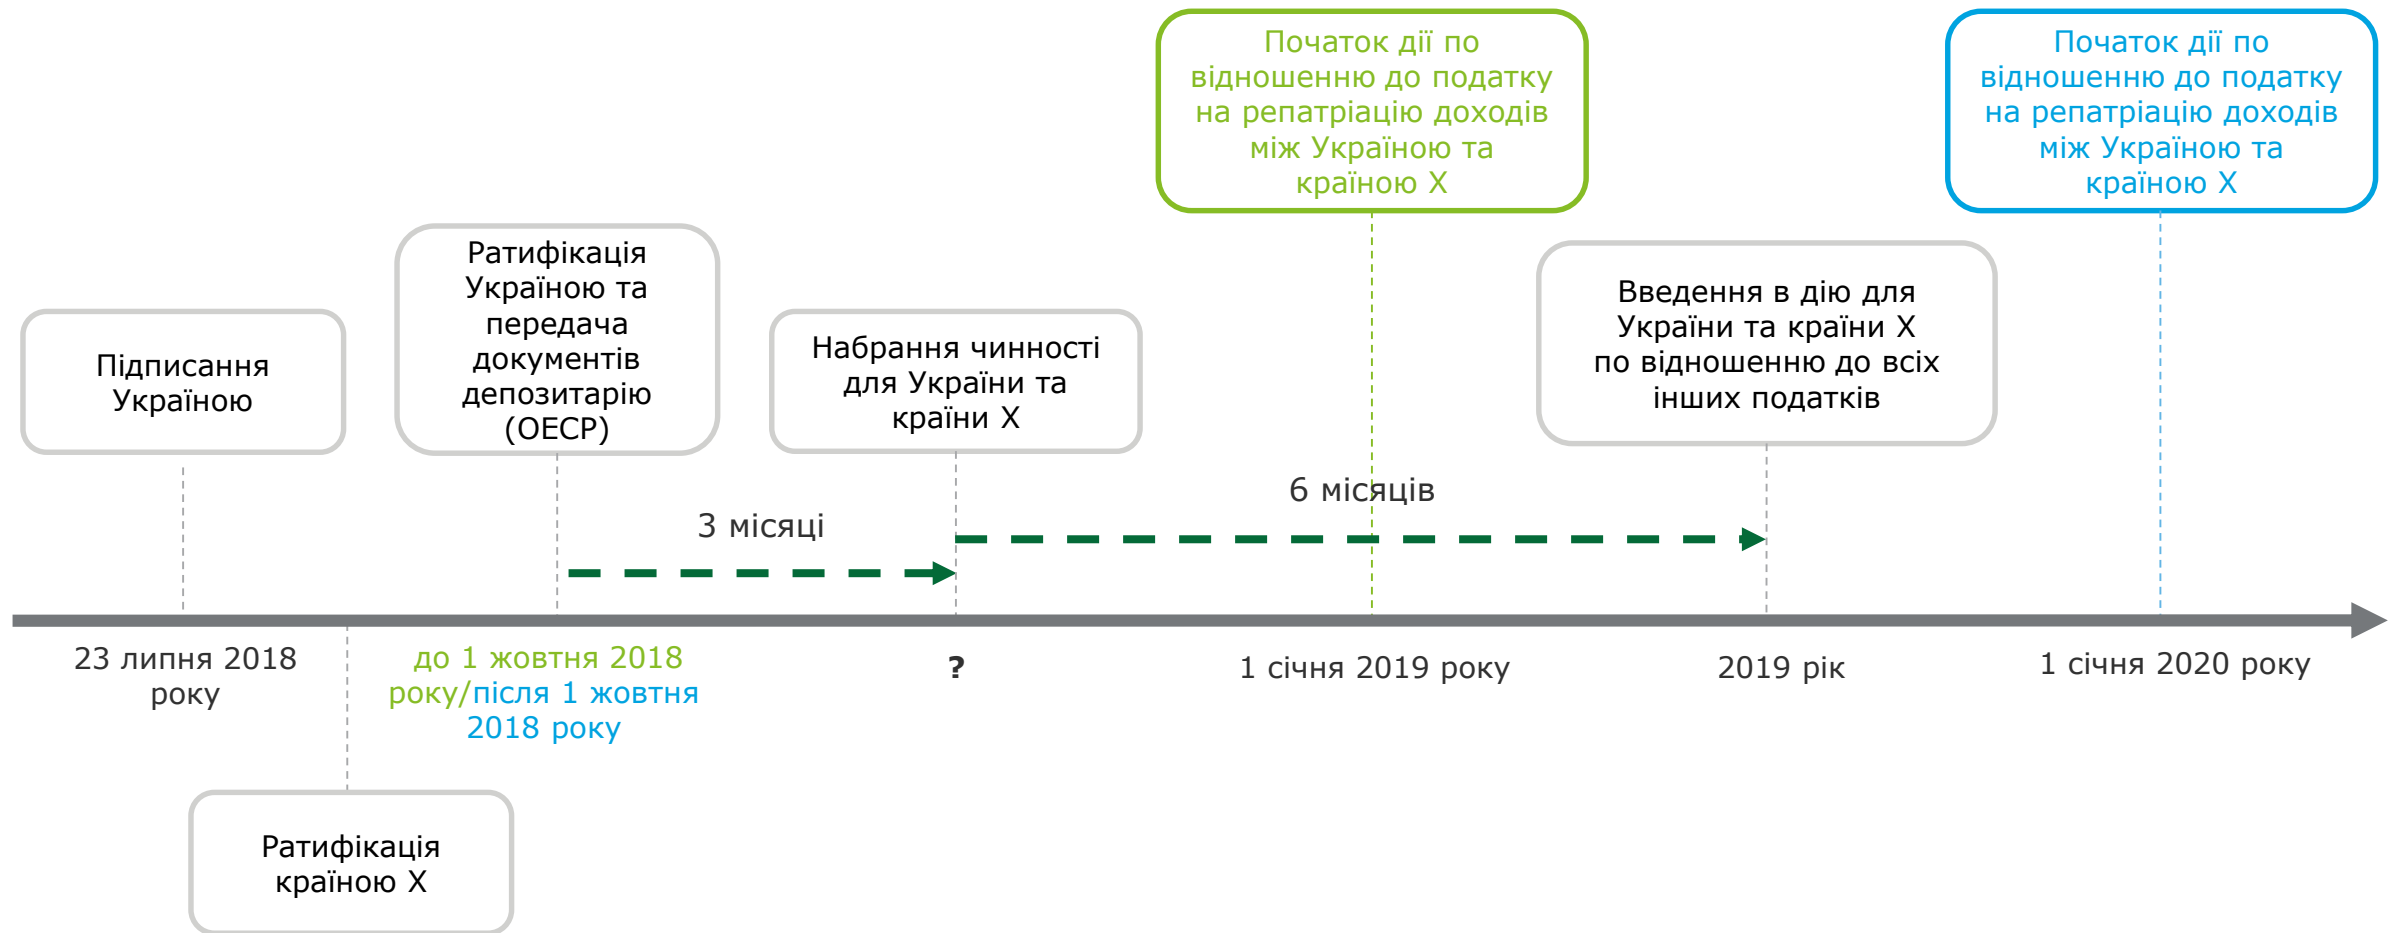 Початок дії по
відношенню до податку
на репатріацію доходів
між Україною та
країною Х
Початок дії по
відношенню до податку
на репатріацію доходів
між Україною та
країною Х
Ратифікація
Україною та
передача
документів
депозитарію
(ОЕСР)
Введення в дію для
України та країни Х
по відношенню до всіх
інших податків
Підписання
Україною
Набрання чинності
для України та
країни Х
3 місяці
6 місяців
23 липня 2018
року
до 1 жовтня 2018
року/після 1 жовтня
2018 року
?
1 січня 2019 року
2019 рік
1 січня 2020 року
Ратифікація
країною Х